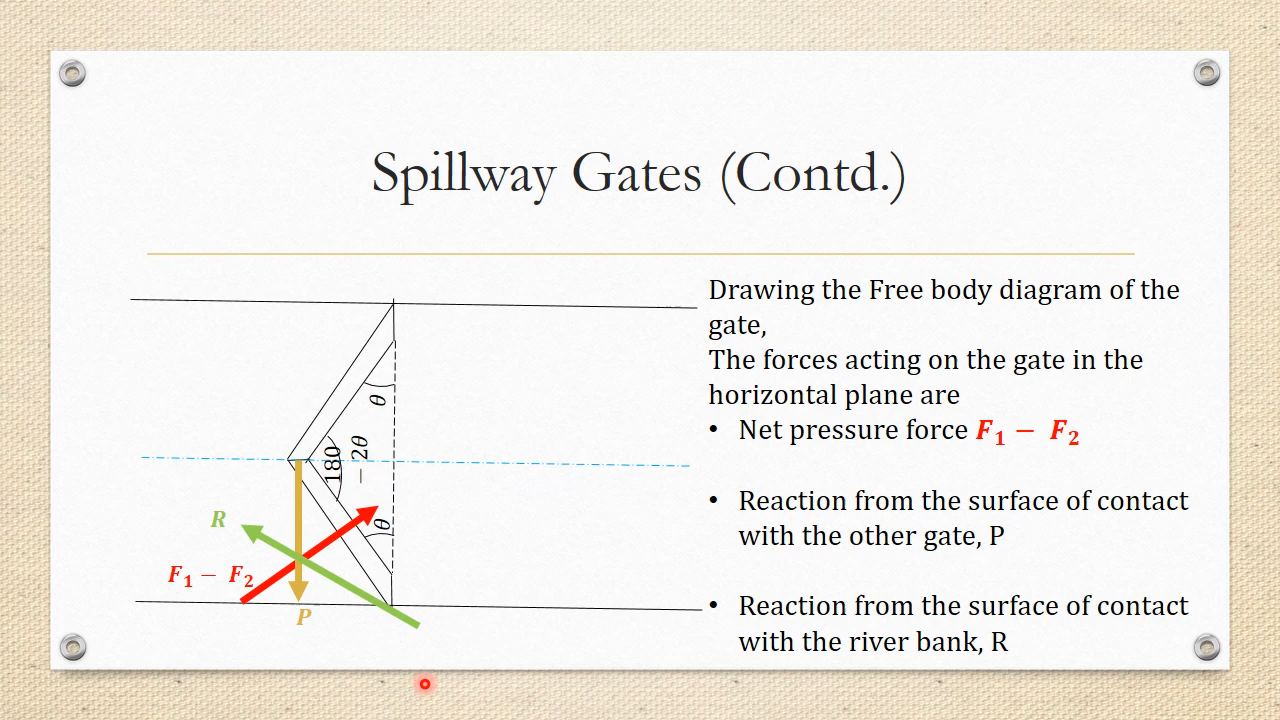 Spillway Gates (Contd.)
Drawing the Free body diagram of the
gate,
The forces acting on the gate in the
horizontal plane are
• Net pressure force F₁ − F₂
• Reaction from the surface of contact
with the other gate, P
• Reaction from the surface of contact
with the river bank, R
θ
180
− 2θ
θ
R
F₁ − F₂
P